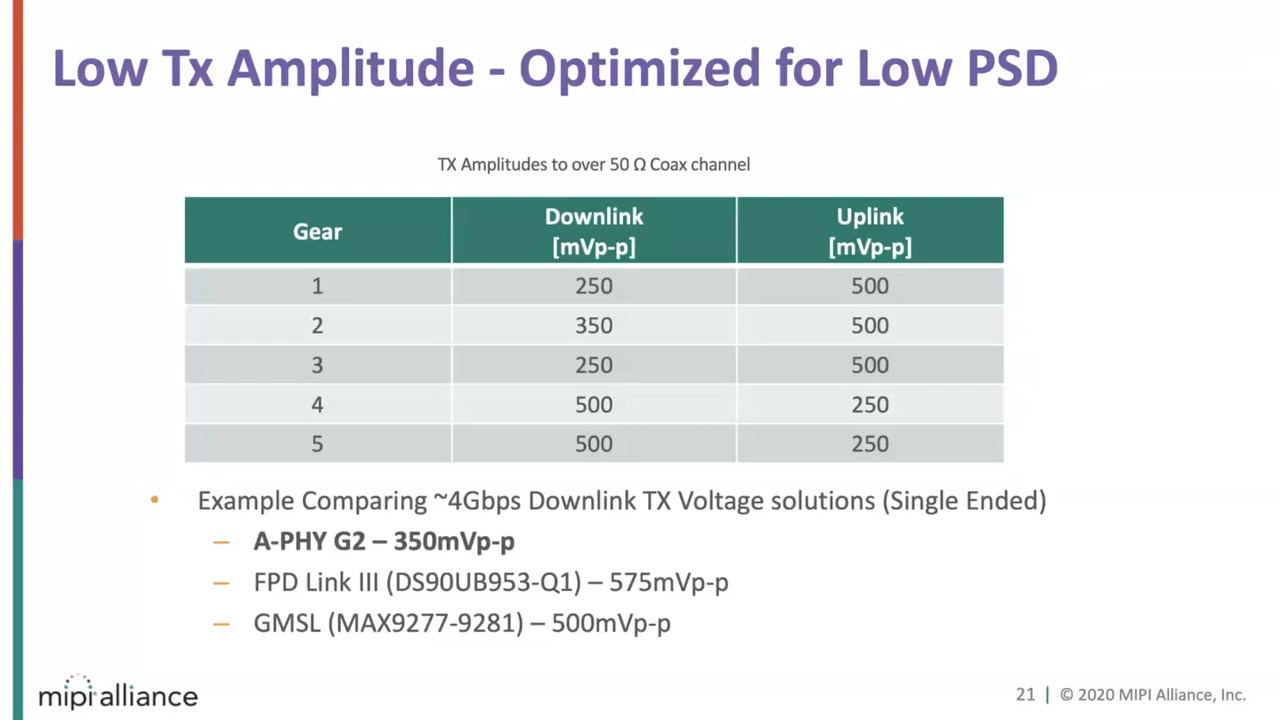 Low Tx Amplitude - Optimized for Low PSD
TX Amplitudes to over 50 Ω Coax channel
Gear Downlink [mVp-p] Uplink [mVp-p]
1 250 500
2 350 500
3 250 500
4 500 250
5 500 250
• Example Comparing ~4Gbps Downlink TX Voltage solutions (Single Ended)
– A-PHY G2 – 350mVp-p
– FPD Link III (DS90UB953-Q1) – 575mVp-p
– GMSL (MAX9277-9281) – 500mVp-p
mipi alliance
21 | © 2020 MIPI Alliance, Inc.